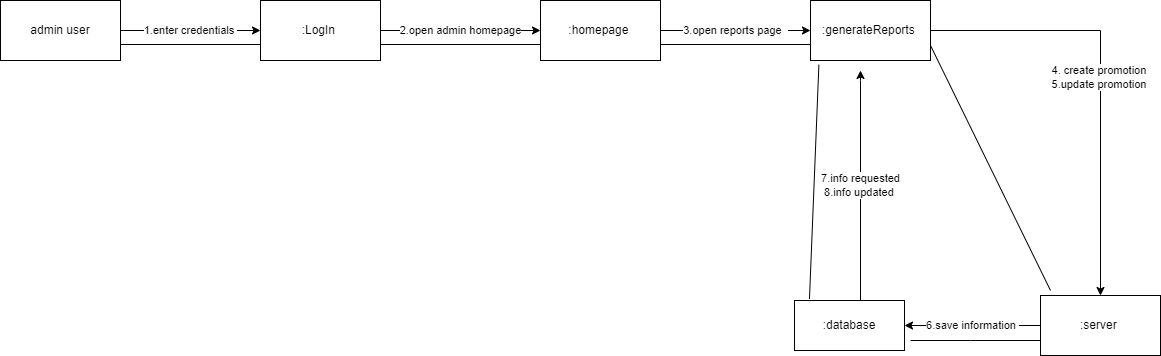 admin user
1.enter credentials
:LogIn
2.open admin homepage
:homepage
3.open reports page
:generateReports
4. create promotion
5.update promotion
7.info requested
8.info updated
:database
6.save information
:server